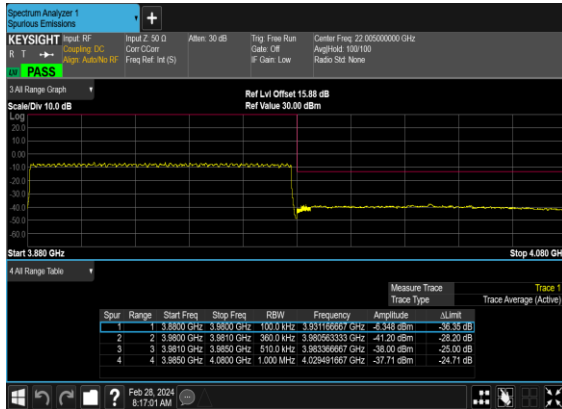 Spectrum Analyzer 1
Spurious Emissions
+
KEYSIGHT Input: RF Input Z: 50 Ω Atten: 30 dB Trig: Free Run Center Freq: 22.005000000 GHz
R T Coupling: DC Corr CCorr Gate: Off Avg|Hold: 100/100
Align: Auto/No RF Freq Ref: Int (S) IF Gain: Low Radio Std: None
PASS
3 All Range Graph
Ref Lvl Offset 15.88 dB
Scale/Div 10.0 dB Ref Value 30.00 dBm
Log
20.0
10.0
0.00
-10.0
-20.0
-30.0
-40.0
-50.0
-60.0
Start 3.880 GHz Stop 4.080 GH
4 All Range Table
Measure Trace Trace 1
Trace Type Trace Average (Active)
Spur Range Start Freq Stop Freq RBW Frequency Amplitude ΔLimit
1 1 3.8800 GHz 3.9800 GHz 100.0 kHz 3.931166667 GHz -6.348 dBm -36.35 dB
2 2 3.9800 GHz 3.9810 GHz 360.0 kHz 3.980563333 GHz -41.20 dBm -28.20 dB
3 3 3.9810 GHz 3.9850 GHz 510.0 kHz 3.983366667 GHz -38.00 dBm -25.00 dB
4 4 3.9850 GHz 4.0800 GHz 1.000 MHz 4.029491667 GHz -37.71 dBm -24.71 dB
? Feb 28, 2024
8:17:01 AM